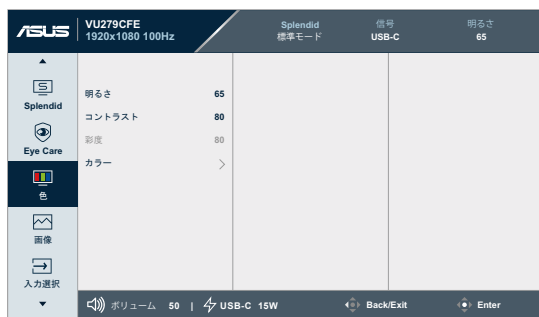 ASUS
VU279CFE
1920x1080 100Hz
Splendid
標準モード
信号
USB-C
明るさ
65
Splendid
Eye Care
色
画像
入力選択
明るさ 65
コントラスト 80
彩度 80
カラー
ボリューム 50 | USB-C 15W Back/Exit Enter